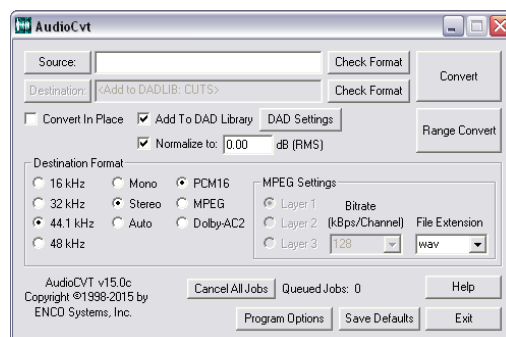 AudioCvt
Source: Check Format Convert
Destination: <Add to DADLIB: CUTS> Check Format
Convert In Place Add To DAD Library DAD Settings Range Convert
Normalize to: 0.00 dB (RMS)
Destination Format
16 kHz Mono PCM16 MPEG Settings
32 kHz Stereo MPEG Layer 1 Bitrate
44.1 kHz Auto Dolby-AC2 Layer 2 (kBps/Channel) File Extension
48 kHz Layer 3 128 wav
AudioCVT v15.0c Cancel All Jobs Queued Jobs: 0 Help
Copyright ©1998-2015 by
ENCO Systems, Inc. Program Options Save Defaults Exit